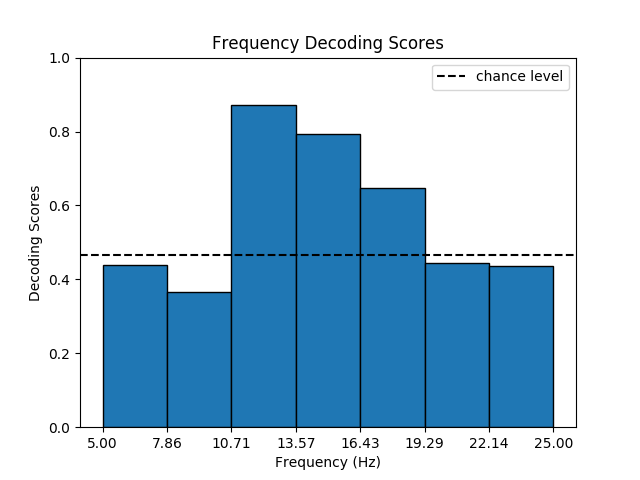 Frequency Decoding Scores
chance level
Decoding Scores
1.0
0.8
0.6
0.4
0.2
0.0
5.00 7.86 10.71 13.57 16.43 19.29 22.14 25.00
Frequency (Hz)